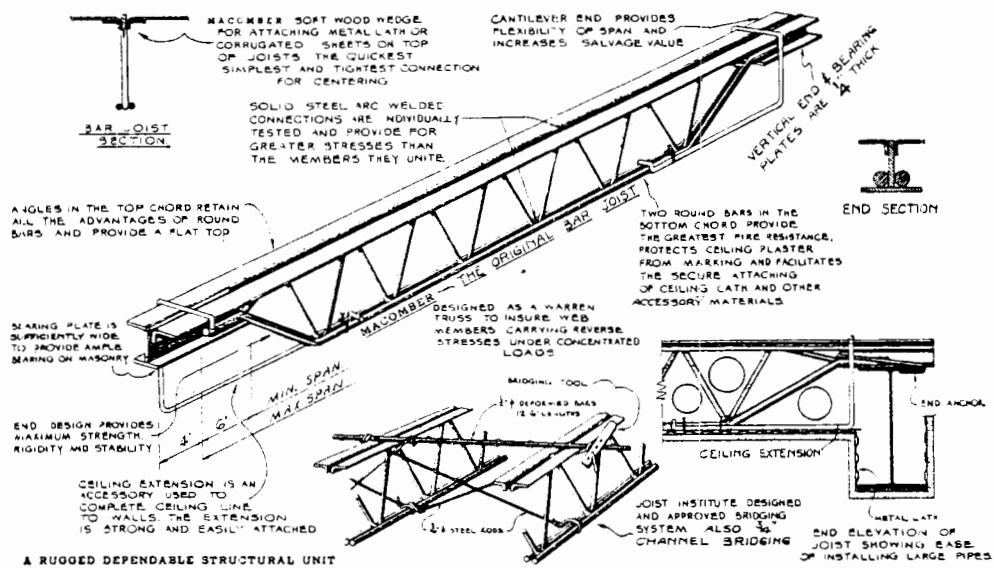 MACOMBER SOFT WOOD WEDGE
FOR ATTACHING METAL LATH OR
CORRUGATED SHEETS ON TOP
OF JOISTS THE QUICKEST
SIMPLEST AND TIGHTEST CONNECTION
FOR CENTERING
CANTILEVER END PROVIDES
FLEXIBILITY OF SPAN AND
INCREASES SALVAGE VALUE
BAR JOIST
SECTION
SOLID STEEL ARC WELDED
CONNECTIONS ARE INDIVIDUALLY
TESTED AND PROVIDE FOR
GREATER STRESSES THAN
THE MEMBERS THEY UNITE
VERTICAL END & BEARING
PLATES ARE 1/4" THICK
END SECTION
ANGLES IN THE TOP CHORD RETAIN
ALL THE ADVANTAGES OF ROUND
BARS AND PROVIDE A FLAT TOP
TWO ROUND BARS IN THE
BOTTOM CHORD PROVIDE
THE GREATEST FIRE RESISTANCE,
PROTECTS CEILING PLASTER
FROM MARKING AND FACILITATES
THE SECURE ATTACHING
OF CEILING LATH AND OTHER
ACCESSORY MATERIALS
MACOMBER THE ORIGINAL BAR JOIST
BEARING PLATE IS
SUFFICIENTLY WIDE
TO PROVIDE AMPLE
BEARING ON MASONRY
DESIGNED AS A WARREN
TRUSS TO INSURE WEB
MEMBERS CARRYING REVERSE
STRESSES UNDER CONCENTRATED
LOADS
MIN. SPAN
MAX SPAN
4"
6"
END DESIGN PROVIDES
MAXIMUM STRENGTH,
RIGIDITY AND STABILITY
BRIDGING TOOL
DEFORMED BARS
LENGTHS
STEEL RODS
END ANCHOR
CEILING EXTENSION
CEILING EXTENSION IS AN
ACCESSORY USED TO
COMPLETE CEILING LINE
TO WALLS. THE EXTENSION
IS STRONG AND EASILY ATTACHED
JOIST INSTITUTE DESIGNED
AND APPROVED BRIDGING
SYSTEM ALSO 3/4"
CHANNEL BRIDGING
METAL LATH
END ELEVATION OF
JOIST SHOWING EASE
OF INSTALLING LARGE PIPES
A RUGGED DEPENDABLE STRUCTURAL UNIT